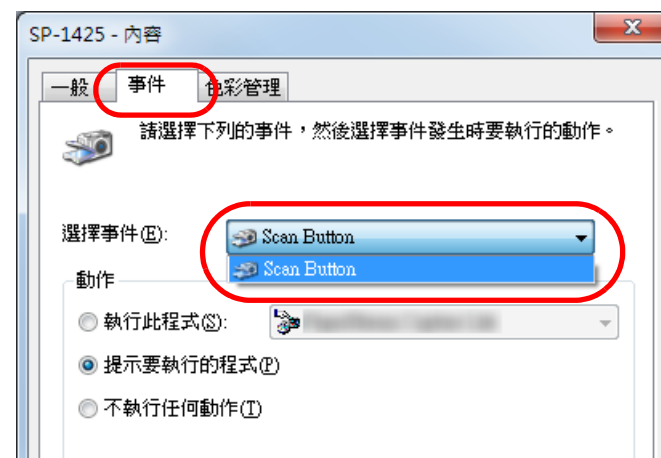 SP-1425 - 內容
一般 事件 色彩管理
請選擇下列的事件，然後選擇事件發生時要執行的動作。
選擇事件(E): Scan Button
Scan Button
動作
執行此程式(S):
提示要執行的程式(P)
不執行任何動作(T)